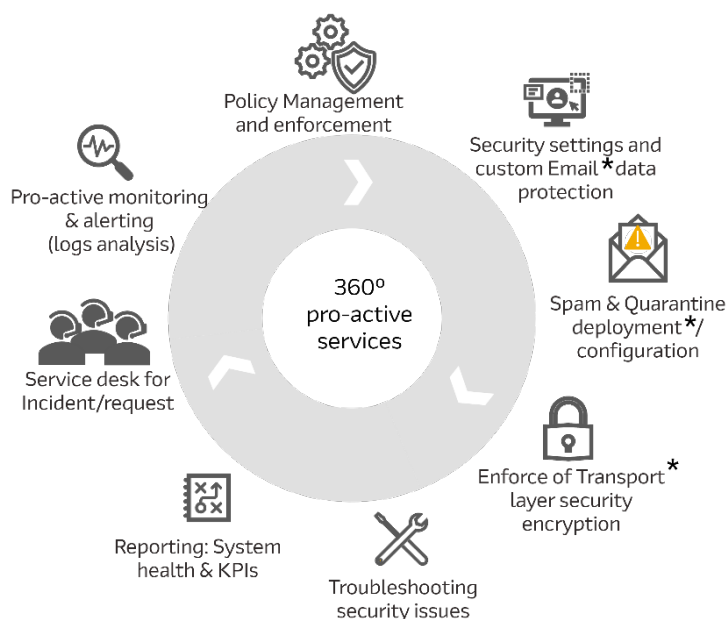 Policy Management
and enforcement
Security settings and
custom Email*data
protection
Spam & Quarantine
deployment*/
configuration
Enforce of Transport*
layer security
encryption
Troubleshooting
security issues
Reporting: System
health & KPIs
Service desk for
Incident/request
Pro-active monitoring
& alerting
(logs analysis)
360º
pro-active
services